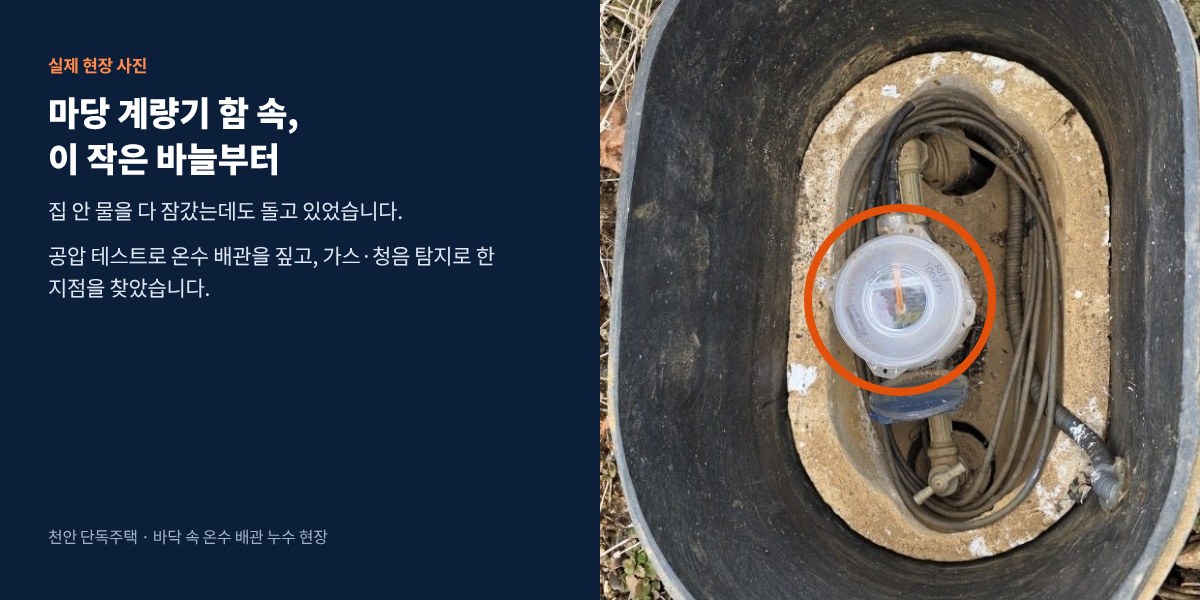 실제 현장 사진
마당 계량기 함 속,
이 작은 바늘부터
집 안 물을 다 잠갔는데도 돌고 있었습니다.
공압 테스트로 온수 배관을 짚고, 가스·청음 탐지로 한
지점을 찾았습니다.
천안 단독주택 · 바닥 속 온수 배관 누수 현장